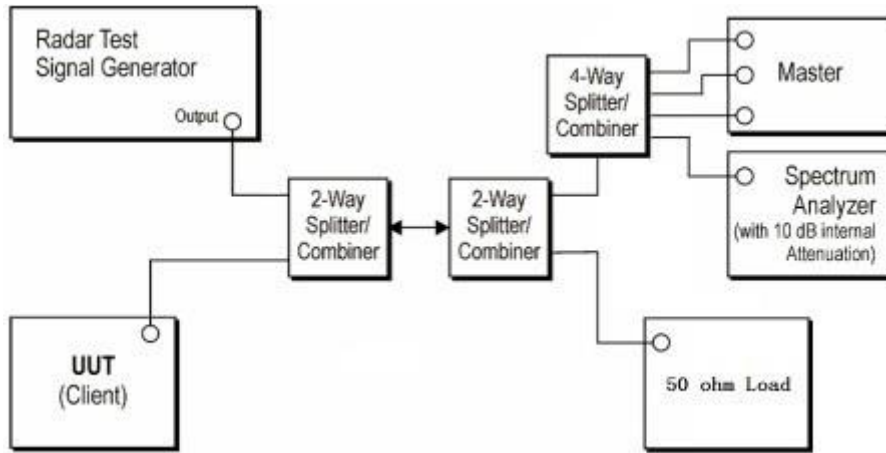 Radar Test
Signal Generator
Output
4-Way
Splitter/
Combiner
Master
2-Way
Splitter/
Combiner
2-Way
Splitter/
Combiner
Spectrum
Analyzer
(with 10 dB internal
Attenuation)
UUT
(Client)
50 ohm Load